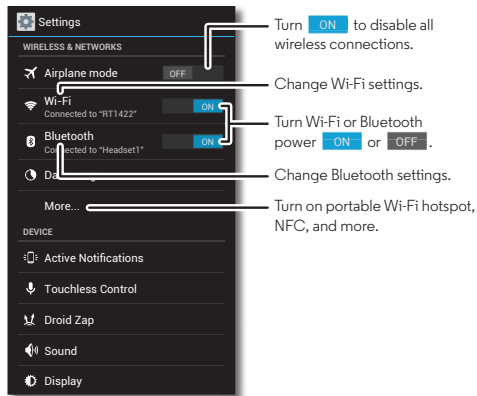 Settings
WIRELESS & NETWORKS
Airplane mode OFF
Wi-Fi ON
Connected to "RT1422"
Bluetooth ON
Connected to "Headset1"
More...
DEVICE
Active Notifications
Touchless Control
Droid Zap
Sound
Display
Turn ON to disable all
wireless connections.
Change Wi-Fi settings.
Turn Wi-Fi or Bluetooth
power ON or OFF.
Change Bluetooth settings.
Turn on portable Wi-Fi hotspot,
NFC, and more.